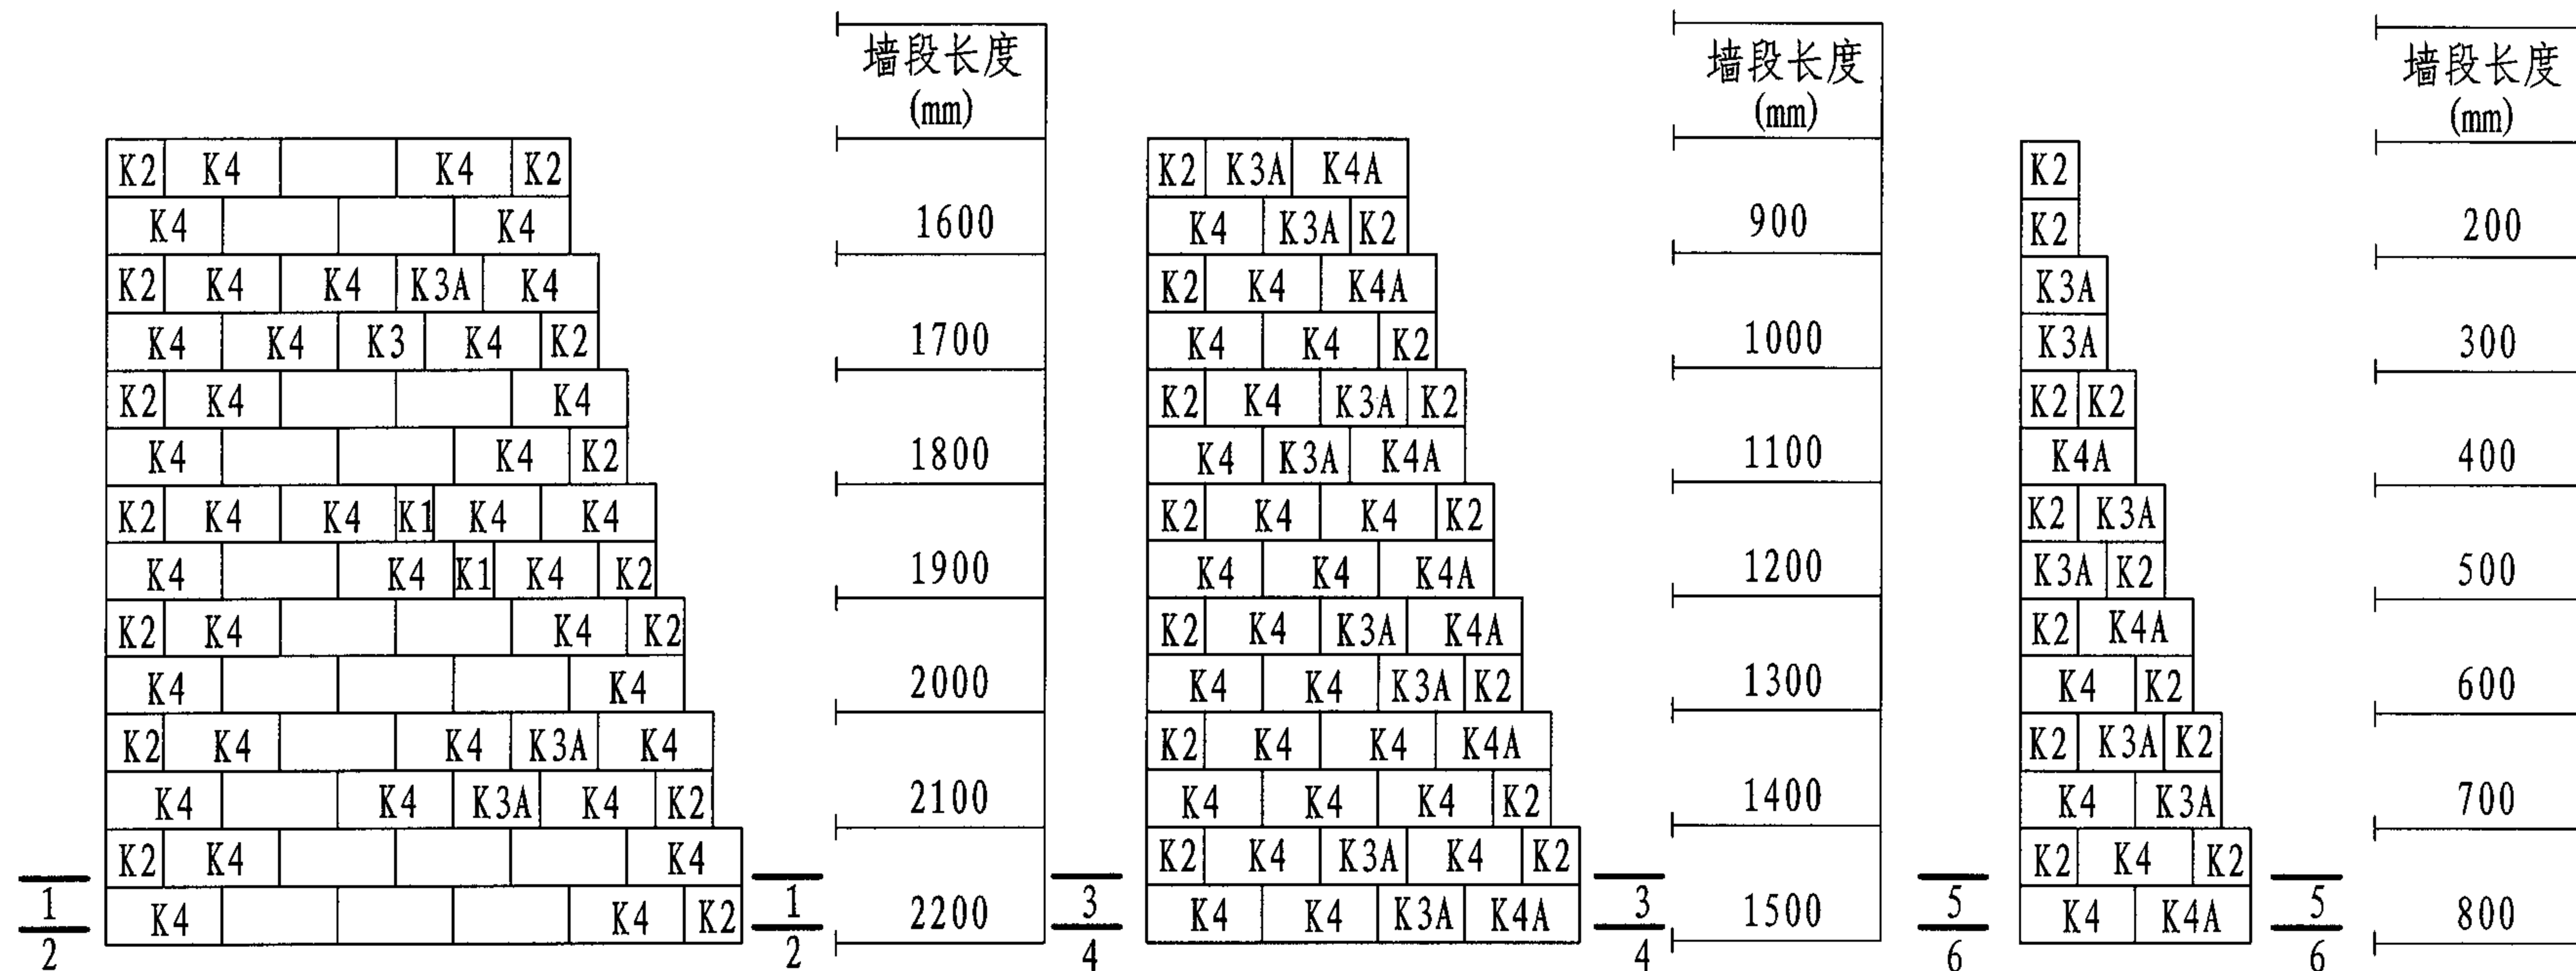 墙段长度
(mm)
墙段长度
(mm)
墙段长度
(mm)
K2 K4 K4 K2
K2 K3A K4A
K2
K4 K4
1600
K4 K3A K2
900
K2
200
K2 K4 K4 K3A K4
K2 K4 K4A
K3A
K4 K4 K3 K4 K2
1700
K4 K4 K2
1000
K3A
300
K2 K4 K4
K2 K4 K3A K2
K2 K2
K4 K4 K2
1800
K4 K3A K4A
1100
K4A
400
K2 K4 K4 K1 K4 K4
K2 K4 K4 K2
K2 K3A
K4 K4 K1 K4 K2
1900
K4 K4 K4A
1200
K3A K2
500
K2 K4 K4 K2
K2 K4 K3A K4A
K2 K4A
K4 K4
2000
K4 K4 K3A K2
1300
K4 K2
600
K2 K4 K4 K3A K4
K2 K4 K4 K4A
K2 K3A K2
K4 K4 K3A K4 K2
2100
K4 K4 K4 K2
1400
K4 K3A
700
K2 K4 K4
K2 K4 K3A K4 K2
K2 K4 K2
1
K4 K4 K2
1
2200
3
K4 K4 K3A K4A
3
1500
5
K4 K4A
5
800
2
2
4
4
6
6